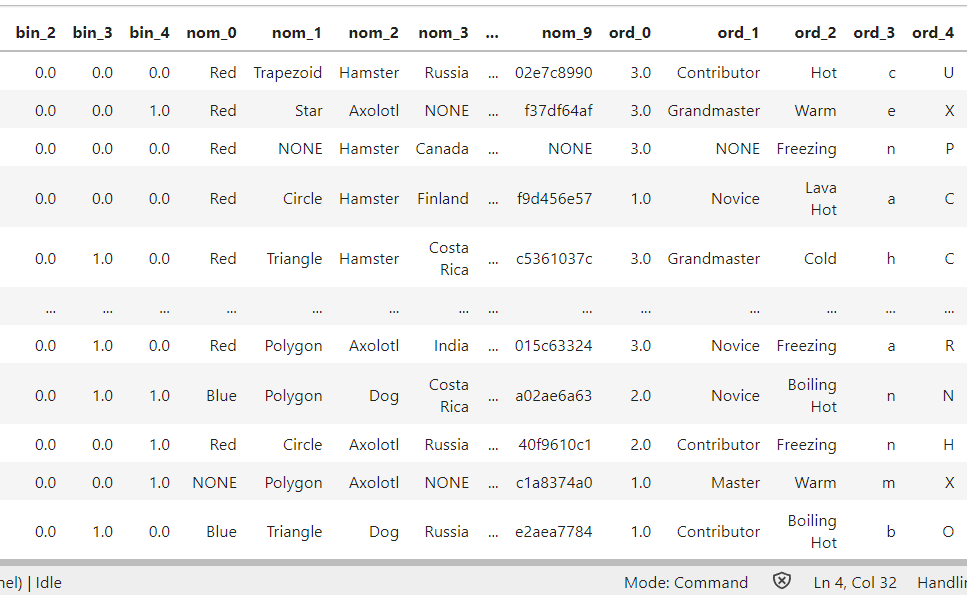 bin_2 bin_3 bin_4 nom_0 nom_1 nom_2 nom_3 ... nom_9 ord_0 ord_1 ord_2 ord_3 ord_4
0.0 0.0 0.0 Red Trapezoid Hamster Russia ... 02e7c8990 3.0 Contributor Hot c U
0.0 0.0 1.0 Red Star Axolotl NONE ... f37df64af 3.0 Grandmaster Warm e X
0.0 0.0 0.0 Red NONE Hamster Canada ... NONE 3.0 NONE Freezing n P
0.0 0.0 0.0 Red Circle Hamster Finland ... f9d456e57 1.0 Novice Lava Hot a C
0.0 1.0 0.0 Red Triangle Hamster Costa Rica ... c5361037c 3.0 Grandmaster Cold h C
... ... ... ... ... ... ... ... ... ... ... ... ... ...
0.0 1.0 0.0 Red Polygon Axolotl India ... 015c63324 3.0 Novice Freezing a R
0.0 1.0 1.0 Blue Polygon Dog Costa Rica ... a02ae6a63 2.0 Novice Boiling Hot n N
0.0 0.0 1.0 Red Circle Axolotl Russia ... 40f9610c1 2.0 Contributor Freezing n H
0.0 0.0 1.0 NONE Polygon Axolotl NONE ... c1a8374a0 1.0 Master Warm m X
0.0 1.0 0.0 Blue Triangle Dog Russia ... e2aea7784 1.0 Contributor Boiling Hot b O
nel) | Idle Mode: Command Ln 4, Col 32 Handlin